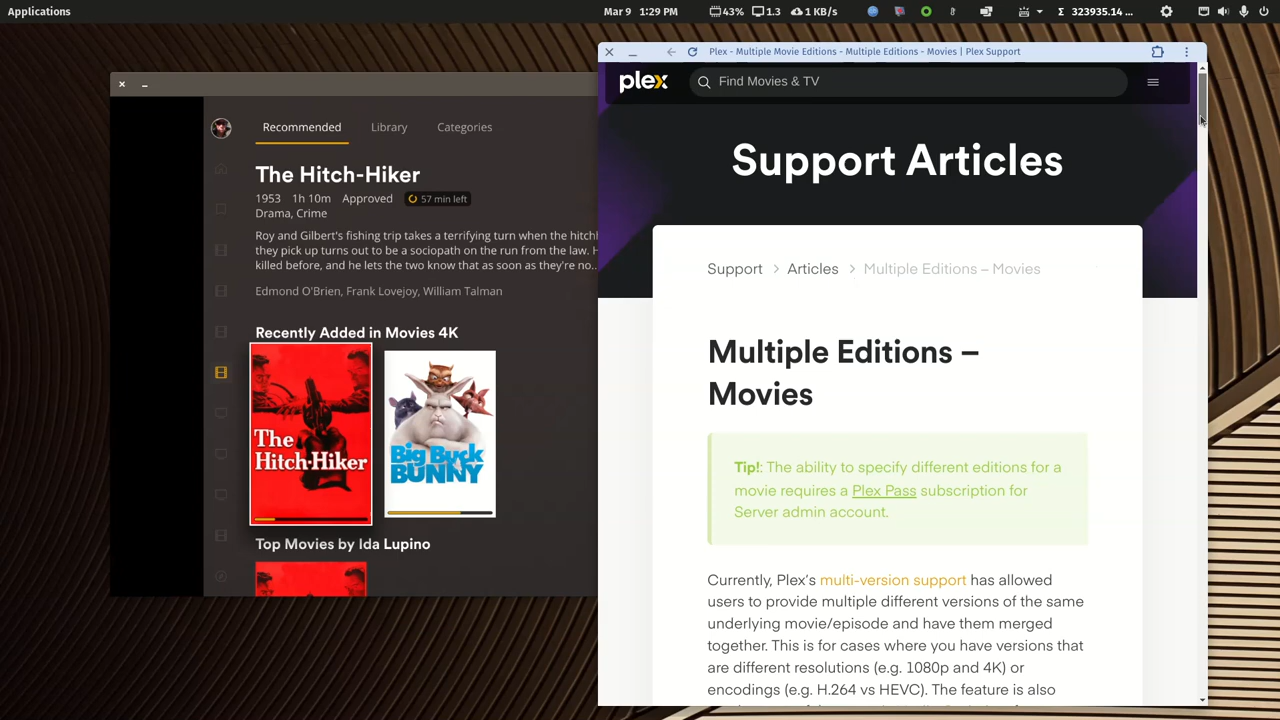 Applications
Mar 9 1:29 PM
43%
1.3
1 KB/s
Σ 323935.14 ...
Recommended
Library
Categories
The Hitch-Hiker
1953 1h 10m Approved 57 min left
Drama, Crime
Roy and Gilbert's fishing trip takes a terrifying turn when the hitchh
they pick up turns out to be a sociopath on the run from the law. H
killed before, and he lets the two know that as soon as they're no...
Edmond O'Brien, Frank Lovejoy, William Talman
Recently Added in Movies 4K
The
Hitch-Hiker
Big Buck
BUNNY
Top Movies by Ida Lupino
Plex - Multiple Movie Editions - Multiple Editions - Movies | Plex Support
plex
Find Movies & TV
Support Articles
Support > Articles > Multiple Editions – Movies
Multiple Editions –
Movies
Tip!: The ability to specify different editions for a
movie requires a Plex Pass subscription for
Server admin account.
Currently, Plex's multi-version support has allowed
users to provide multiple different versions of the same
underlying movie/episode and have them merged
together. This is for cases where you have versions that
are different resolutions (e.g. 1080p and 4K) or
encodings (e.g. H.264 vs HEVC). The feature is also